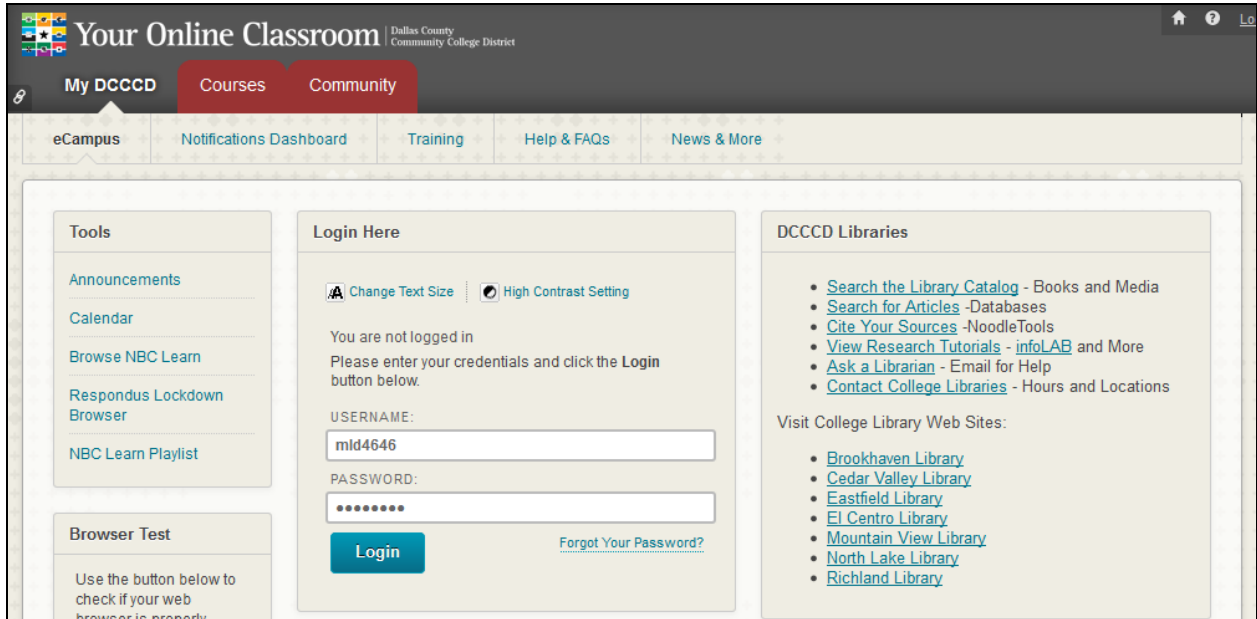 Your Online Classroom
Dallas County
Community College District
Lo
My DCCCD
Courses
Community
eCampus
Notifications Dashboard
Training
Help & FAQs
News & More
Tools
Announcements
Calendar
Browse NBC Learn
Respondus Lockdown
Browser
NBC Learn Playlist
Browser Test
Use the button below to
check if your web
browser is properly
Login Here
Change Text Size
High Contrast Setting
You are not logged in
Please enter your credentials and click the Login
button below.
USERNAME:
mld4646
PASSWORD:
••••••••
Login
Forgot Your Password?
DCCCD Libraries
• Search the Library Catalog - Books and Media
• Search for Articles -Databases
• Cite Your Sources -NoodleTools
• View Research Tutorials - infoLAB and More
• Ask a Librarian - Email for Help
• Contact College Libraries - Hours and Locations
Visit College Library Web Sites:
• Brookhaven Library
• Cedar Valley Library
• Eastfield Library
• El Centro Library
• Mountain View Library
• North Lake Library
• Richland Library